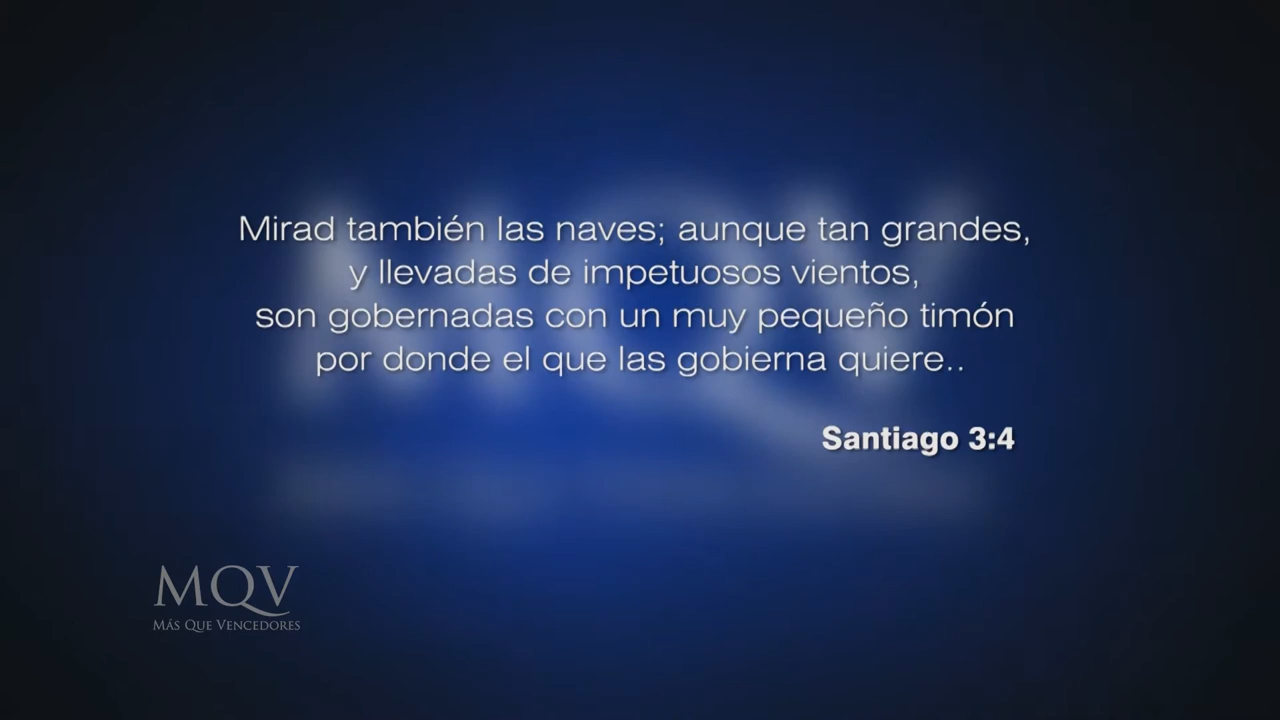 Mirad también las naves; aunque tan grandes,
y llevadas de impetuosos vientos,
son gobernadas con un muy pequeño timón
por donde el que las gobierna quiere..
Santiago 3:4
MQV
Más Que Vencedores